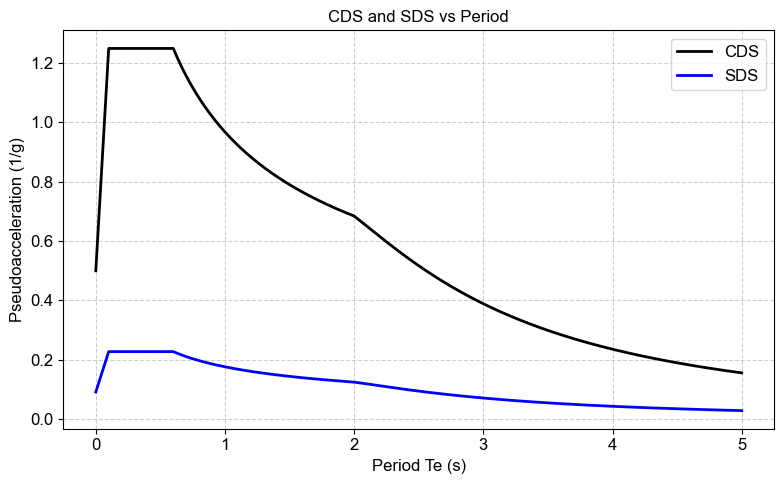 CDS and SDS vs Period
CDS
SDS
Pseudoacceleration (1/g)
1.2
1.0
0.8
0.6
0.4
0.2
0.0
0 1 2 3 4 5
Period Te (s)